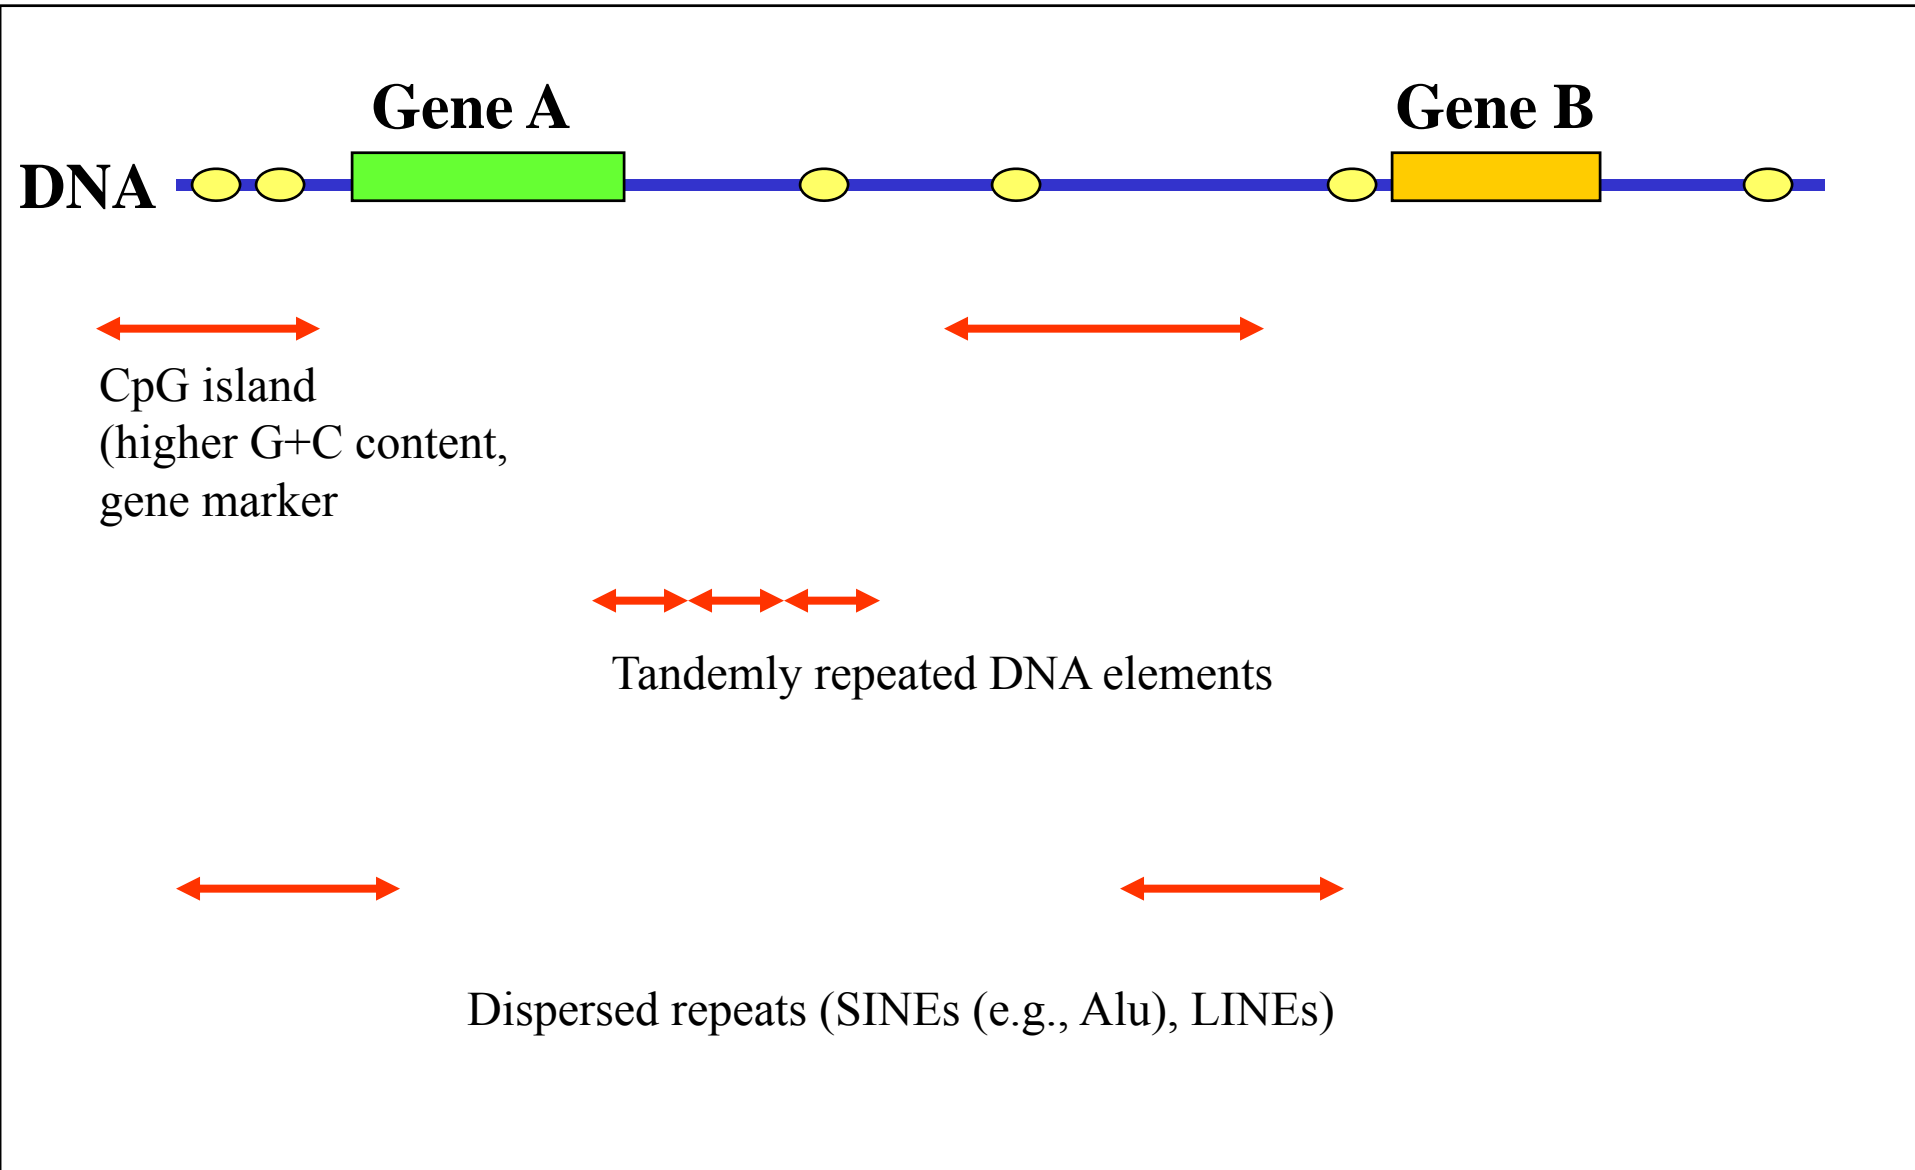 Gene A
Gene B
DNA
CpG island
(higher G+C content,
gene marker
Tandemly repeated DNA elements
Dispersed repeats (SINEs (e.g., Alu), LINEs)